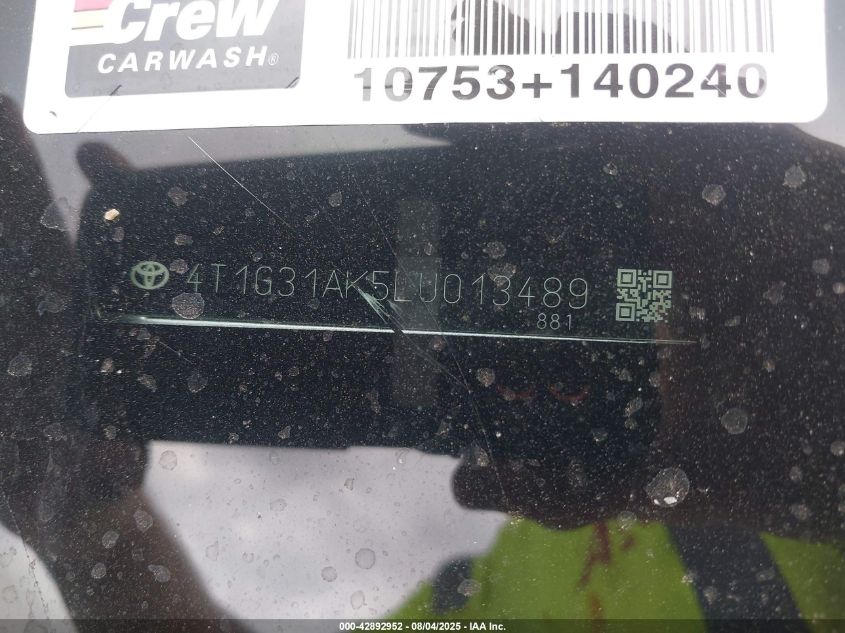 Crew
CARWASH®
10753+140240
4T1G31AK5LU013489
881
000-42892952 - 08/04/2025 - IAA Inc.